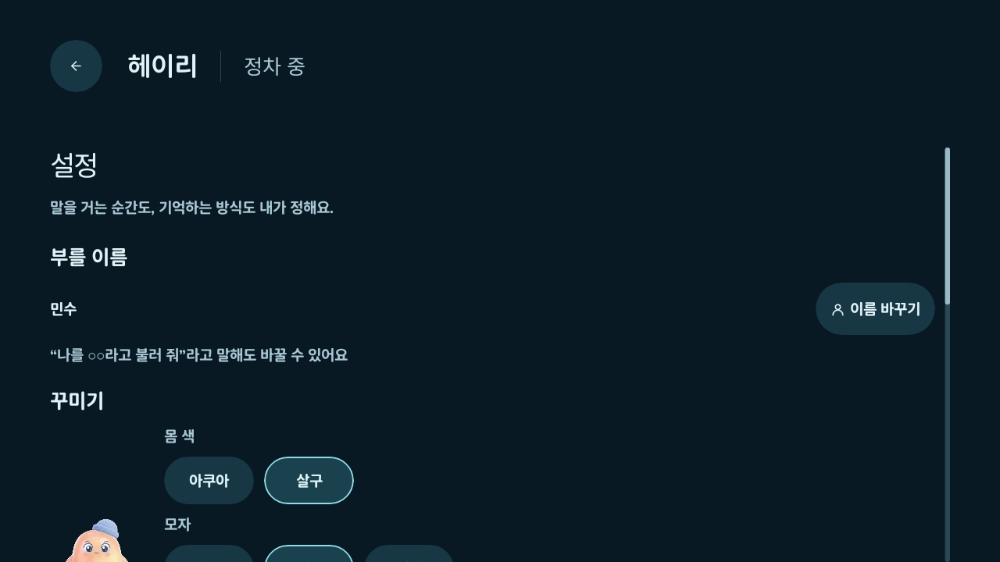 헤이리
정차 중
설정
말을 거는 순간도, 기억하는 방식도 내가 정해요.
부를 이름
민수
이름 바꾸기
“나를 ○○라고 불러 줘”라고 말해도 바꿀 수 있어요
꾸미기
몸 색
아쿠아
살구
모자